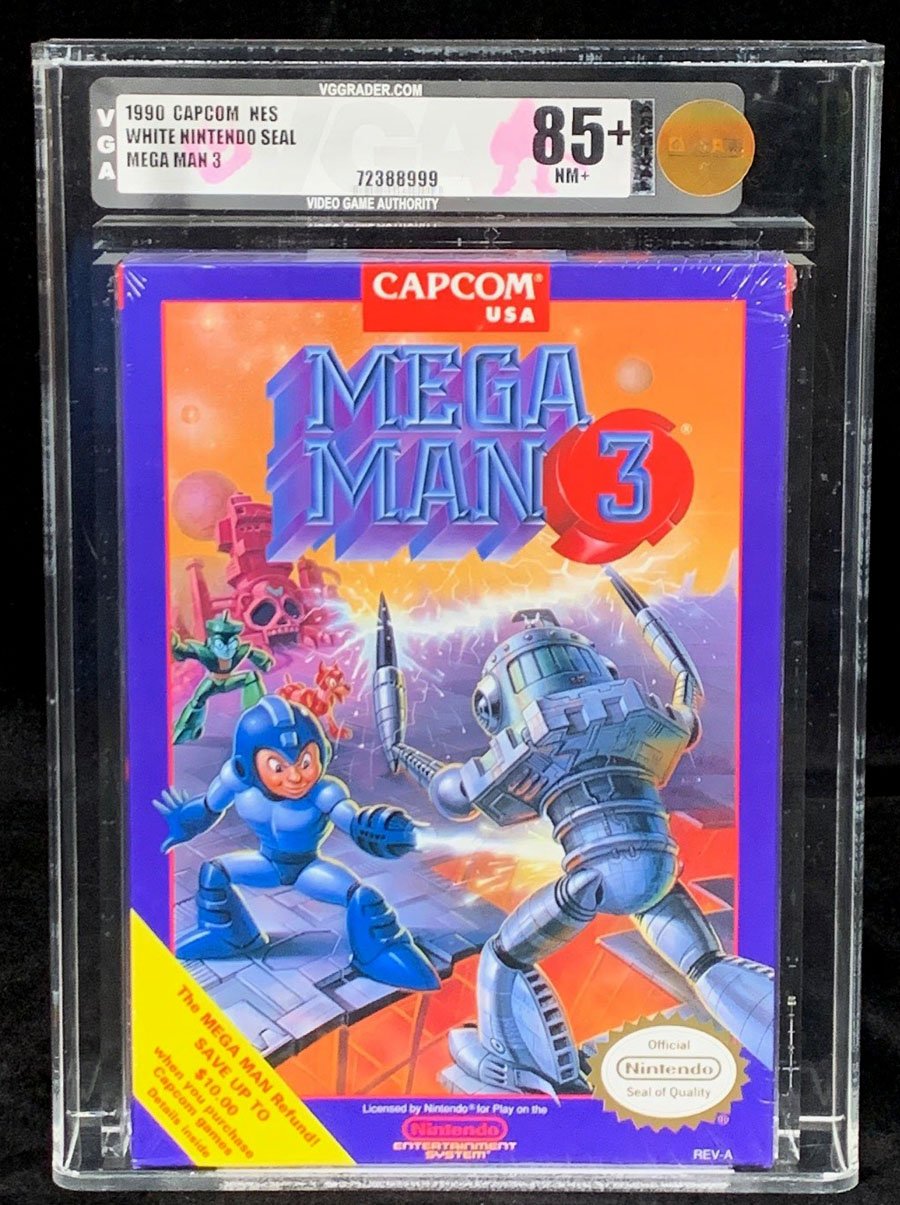 VGGRADER.COM
VGA
1990 CAPCOM NES
WHITE NINTENDO SEAL
MEGA MAN 3
85+
NM+
ARCHIVAL
72388999
VIDEO GAME AUTHORITY
CAPCOM®
USA
MEGA
MAN 3®
The MEGA MAN Refund!
SAVE UP TO
$10.00
when you purchase
Capcom games
Details inside
Licensed by Nintendo® for Play on the
Nintendo
ENTERTAINMENT
SYSTEM®
Official
Nintendo
Seal of Quality
REV-A